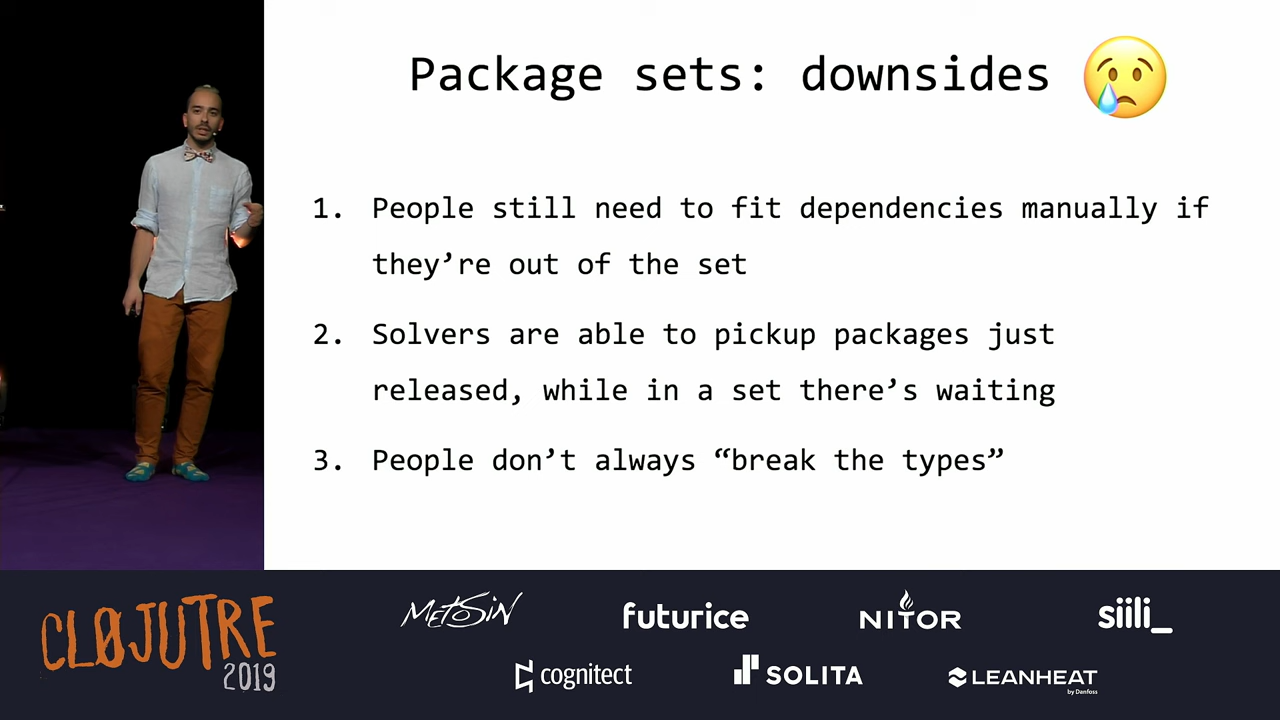 Package sets: downsides
1. People still need to fit dependencies manually if
they’re out of the set
2. Solvers are able to pickup packages just
released, while in a set there’s waiting
3. People don’t always “break the types”
CLØJUTRE
2019
METOSIN
futurice
NITOR
siili_
cognitect
SOLITA
LEANHEAT
by Danfoss